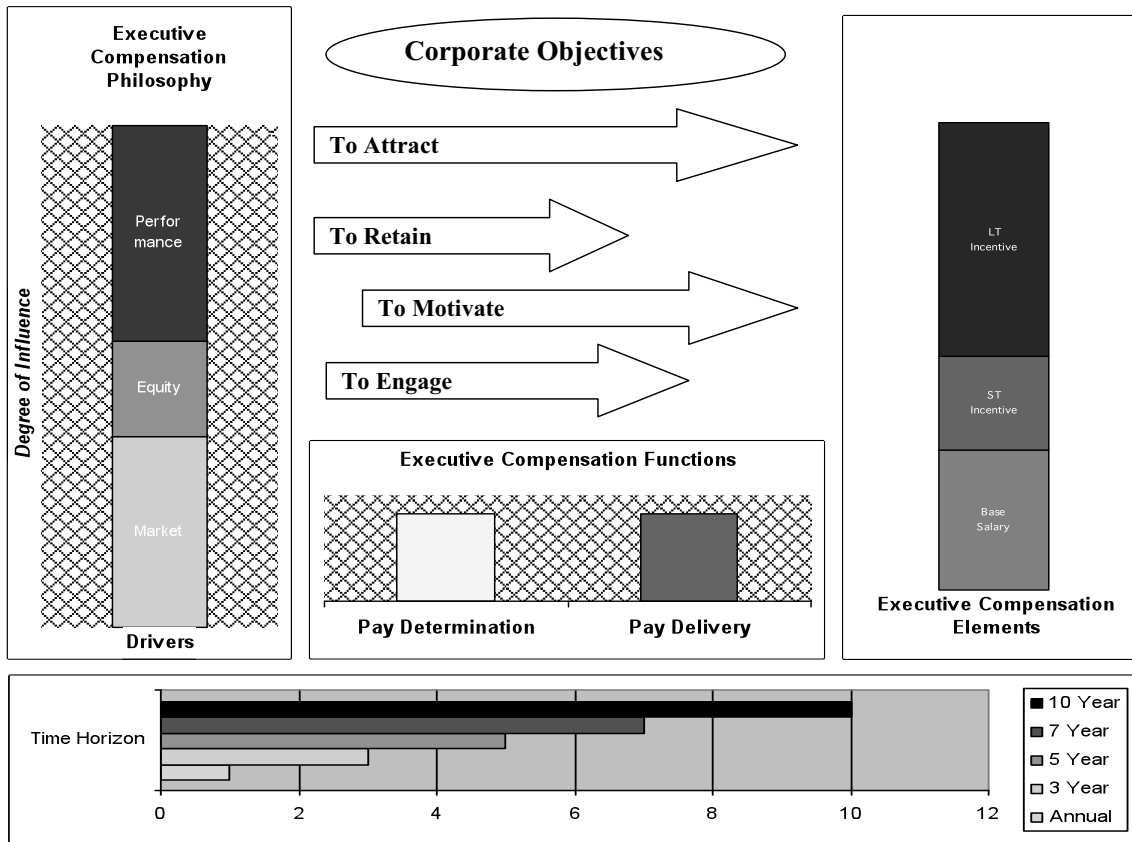 Executive
Compensation
Philosophy
Degree of Influence
Perfor
mance
Equity
Market
Drivers
Corporate Objectives
To Attract
To Retain
To Motivate
To Engage
Executive Compensation Functions
Pay Determination
Pay Delivery
LT
Incentive
ST
Incentive
Base
Salary
Executive Compensation
Elements
Time Horizon
0 2 4 6 8 10 12
10 Year
7 Year
5 Year
3 Year
Annual